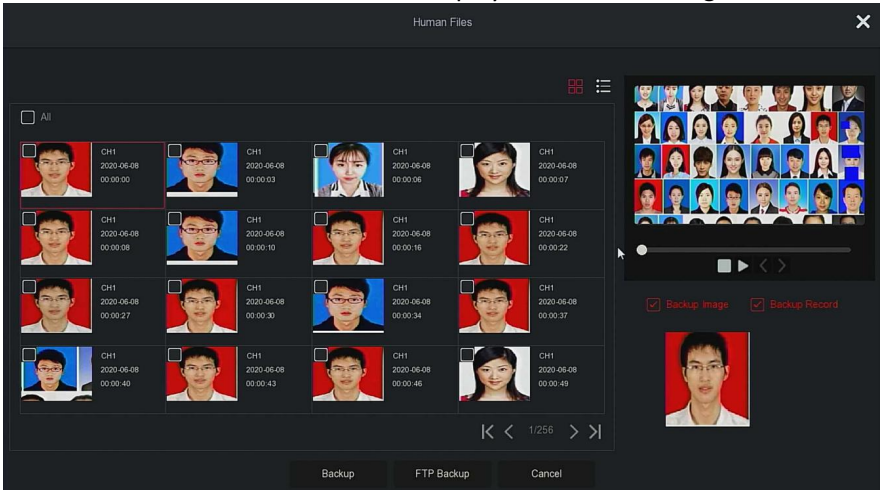 Human Files
All
CH1
2020-06-08
00:00:00
CH1
2020-06-08
00:00:03
CH1
2020-06-08
00:00:06
CH1
2020-06-08
00:00:07
CH1
2020-06-08
00:00:08
CH1
2020-06-08
00:00:10
CH1
2020-06-08
00:00:16
CH1
2020-06-08
00:00:22
CH1
2020-06-08
00:00:27
CH1
2020-06-08
00:00:30
CH1
2020-06-08
00:00:34
CH1
2020-06-08
00:00:37
CH1
2020-06-08
00:00:40
CH1
2020-06-08
00:00:43
CH1
2020-06-08
00:00:46
CH1
2020-06-08
00:00:49
1/256
Backup Image Backup Record
Backup FTP Backup Cancel